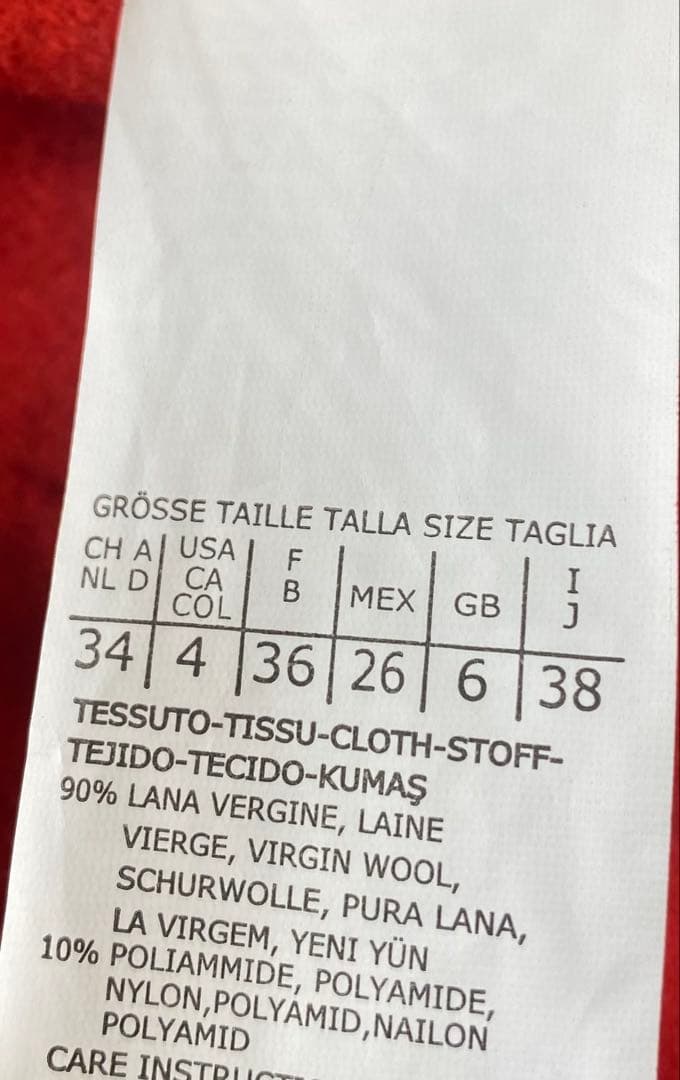 GRÖSSE TAILLE TALLA SIZE TAGLIA
CH A USA F MEX GB I
NL D CA B J
COL
34 4 36 26 6 38
TESSUTO-TISSU-CLOTH-STOFF-
TEJIDO-TECIDO-KUMAŞ
90% LANA VERGINE, LAINE
VIERGE, VIRGIN WOOL,
SCHURWOLLE, PURA LANA,
LA VIRGEM, YENI YÜN
10% POLIAMMIDE, POLYAMIDE,
NYLON,POLYAMID,NAILON
POLYAMID
CARE